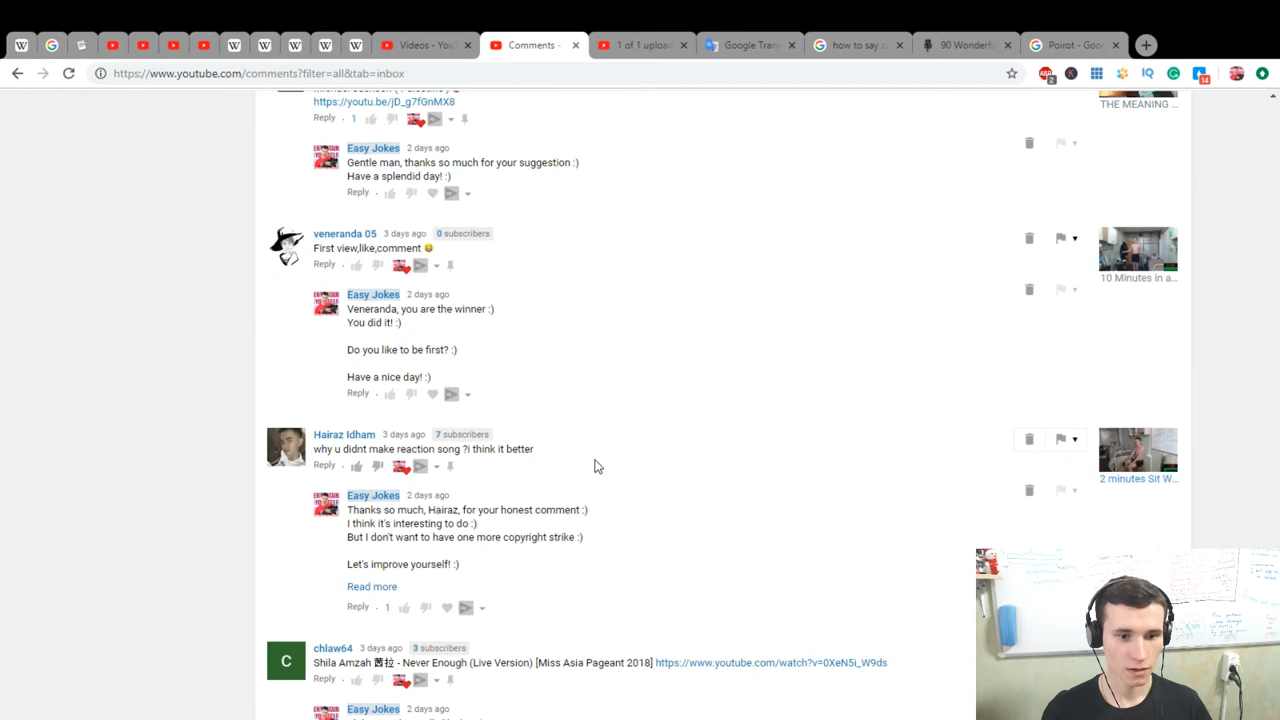 Videos - You
Comments -
1 of 1 upload
Google Tran
how to say c
90 Wonderfu
Poirot - Goo
https://www.youtube.com/comments?filter=all&tab=inbox
2
14
https://youtu.be/jD_g7fGnMX8
THE MEANING ...
Reply · 1
Easy Jokes 2 days ago
Gentle man, thanks so much for your suggestion :)
Have a splendid day! :)
Reply ·
veneranda 05 3 days ago 0 subscribers
First view,like,comment 😂
Reply ·
10 Minutes in a...
Easy Jokes 2 days ago
Veneranda, you are the winner :)
You did it! :)
Do you like to be first? :)
Have a nice day! :)
Reply ·
Hairaz Idham 3 days ago 7 subscribers
why u didnt make reaction song ?i think it better
Reply ·
2 minutes Sit W...
Easy Jokes 2 days ago
Thanks so much, Hairaz, for your honest comment :)
I think it's interesting to do :)
But I don't want to have one more copyright strike :)
Let's improve yourself! :)
Read more
Reply · 1
C
chlaw64 3 days ago 3 subscribers
Shila Amzah 茜拉 - Never Enough (Live Version) [Miss Asia Pageant 2018] https://www.youtube.com/watch?v=0XeN5i_W9ds
Reply ·
Easy Jokes 2 days ago